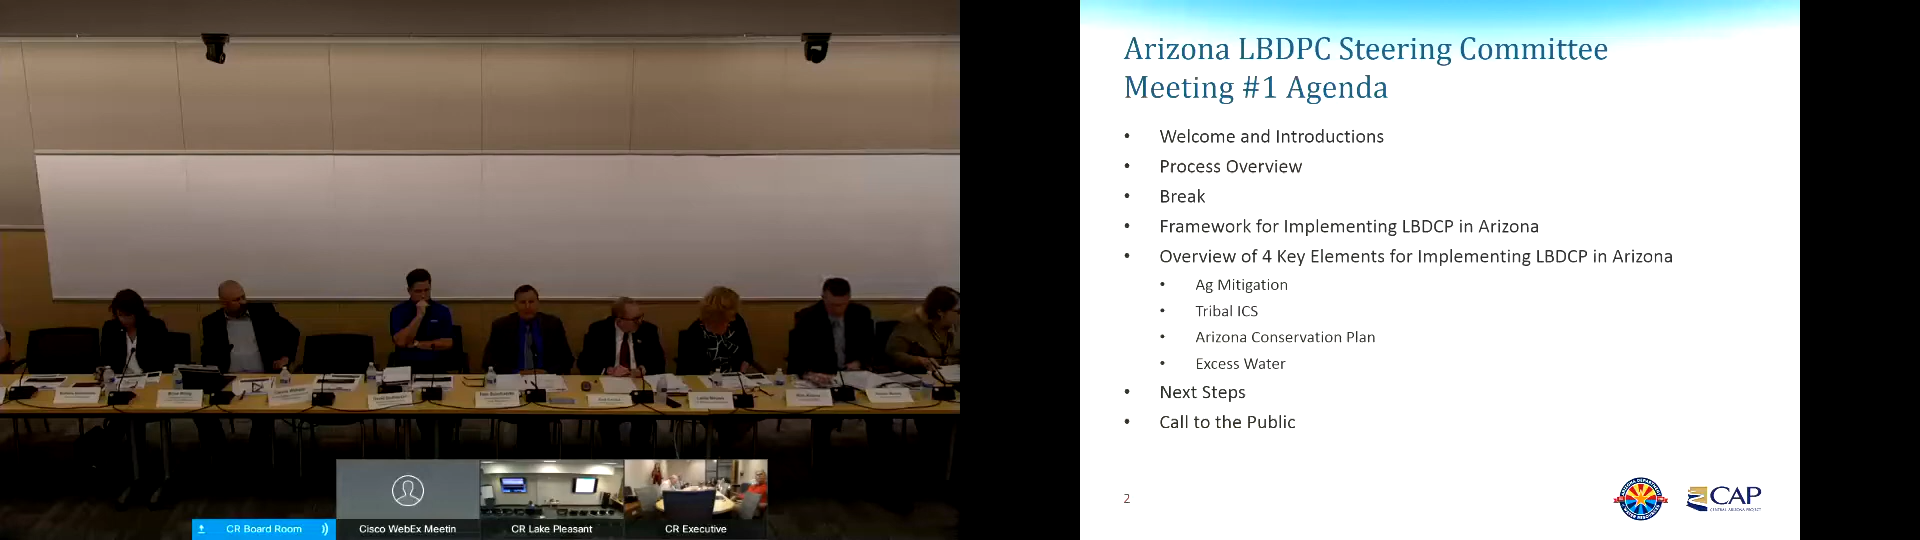 Arizona LBDPC Steering Committee
Meeting #1 Agenda
• Welcome and Introductions
• Process Overview
• Break
• Framework for Implementing LBDCP in Arizona
• Overview of 4 Key Elements for Implementing LBDCP in Arizona
• Ag Mitigation
• Tribal ICS
• Arizona Conservation Plan
• Excess Water
• Next Steps
• Call to the Public
2
CAP
CENTRAL ARIZONA PROJECT
CR Board Room
Cisco WebEx Meetin
CR Lake Pleasant
CR Executive